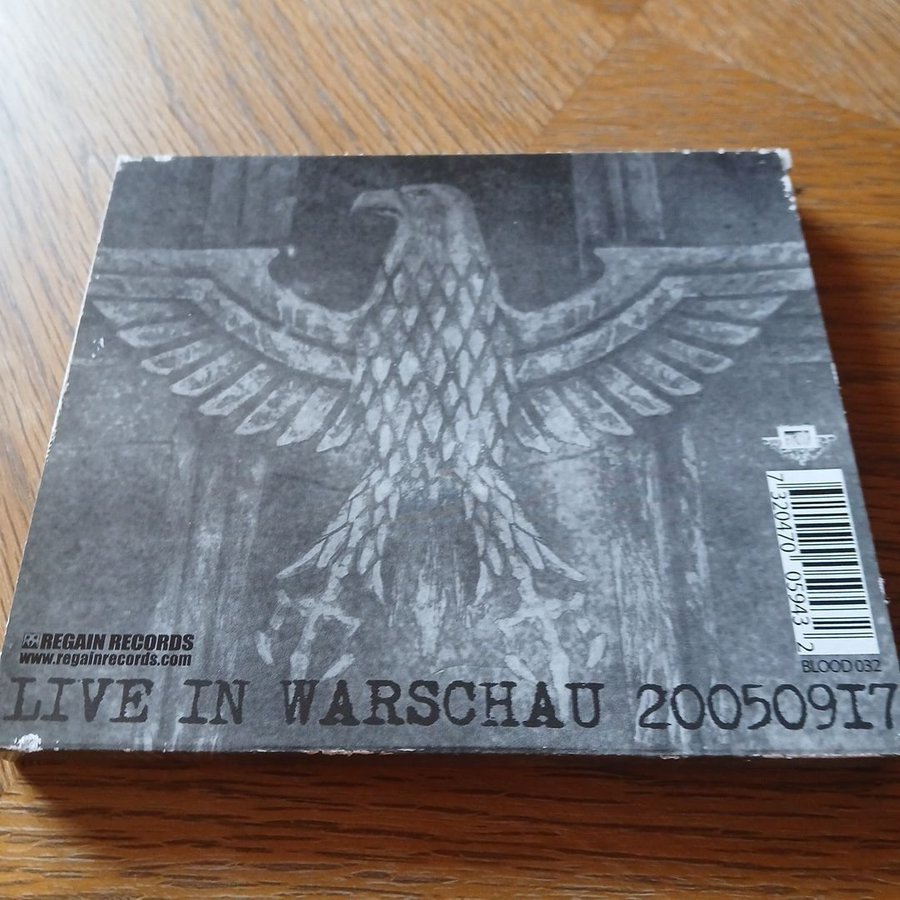 REGAIN RECORDS
www.regainrecords.com
LIVE IN WARSCHAU 20050917
7 320470 059432
BLOOD 032